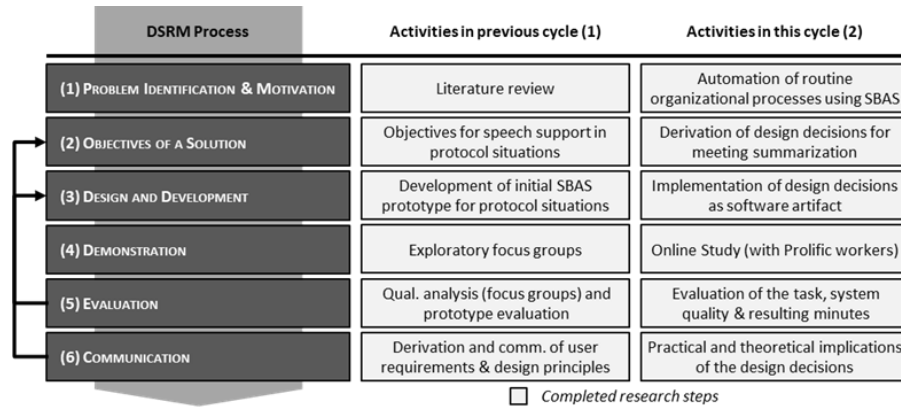 DSRM Process
Activities in previous cycle (1)
Activities in this cycle (2)
(1) PROBLEM IDENTIFICATION & MOTIVATION
Literature review
Automation of routine
organizational processes using SBAS
(2) OBJECTIVES OF A SOLUTION
Objectives for speech support in
protocol situations
Derivation of design decisions for
meeting summarization
(3) DESIGN AND DEVELOPMENT
Development of initial SBAS
prototype for protocol situations
Implementation of design decisions
as software artifact
(4) DEMONSTRATION
Exploratory focus groups
Online Study (with Prolific workers)
(5) EVALUATION
Qual. analysis (focus groups) and
prototype evaluation
Evaluation of the task, system
quality & resulting minutes
(6) COMMUNICATION
Derivation and comm. of user
requirements & design principles
Practical and theoretical implications
of the design decisions
Completed research steps